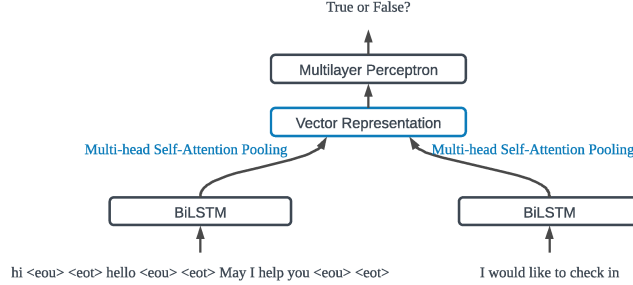 True or False?
Multilayer Perceptron
Vector Representation
Multi-head Self-Attention Pooling
Multi-head Self-Attention Pooling
BiLSTM
BiLSTM
hi <eou> <eot> hello <eou> <eot> May I help you <eou> <eot>
I would like to check in